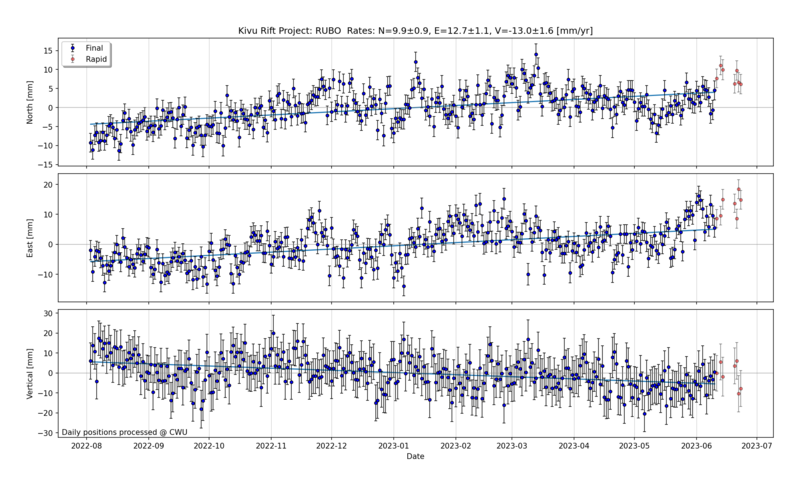 Kivu Rift Project: RUBO Rates: N=9.9±0.9, E=12.7±1.1, V=-13.0±1.6 [mm/yr]
Final
Rapid
North [mm]
15
10
5
0
−5
−10
−15
East [mm]
20
10
0
−10
Vertical [mm]
30
20
10
0
−10
−20
−30
Daily positions processed @ CWU
2022-08 2022-09 2022-10 2022-11 2022-12 2023-01 2023-02 2023-03 2023-04 2023-05 2023-06 2023-07
Date